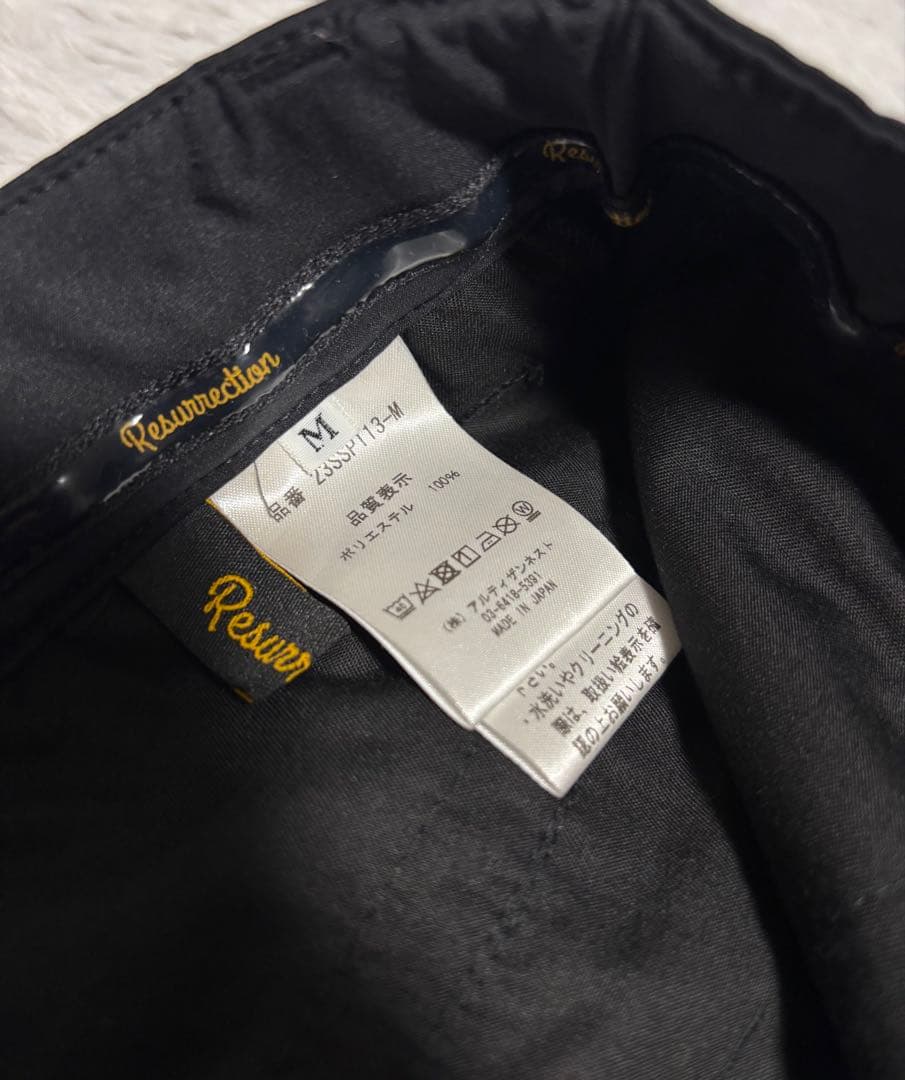 Resurrection
M
品番 23SSPT13-M
品質表示
ポリエステル 100%
(株) アルティザンネスト
03-6418-5391
MADE IN JAPAN
Resurr
さい。
・水洗いやクリーニングの
際は、取扱い絵表示を確
認の上お願いします。